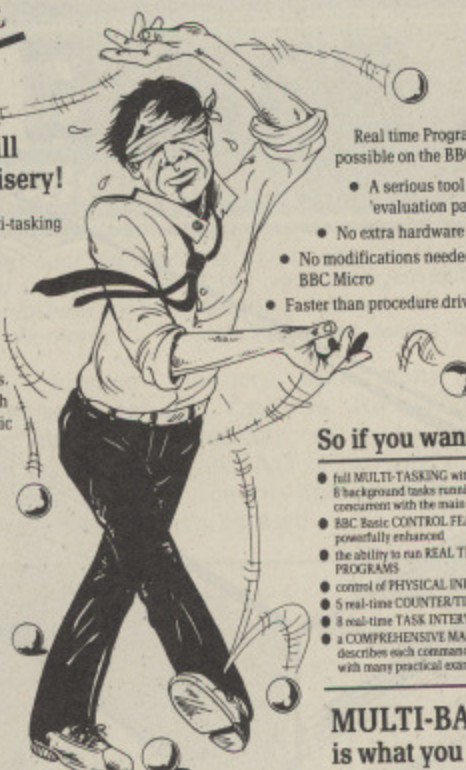 ll
isery!
i-tasking
s.
h
ic
Real time Progra
possible on the BBC
• A serious tool
'evaluation pa
• No extra hardware
• No modifications neede
BBC Micro
• Faster than procedure driv
So if you wan
• full MULTI-TASKING wit
8 background tasks runni
concurrent with the main
• BBC Basic CONTROL FEA
powerfully enhanced
• the ability to run REAL TI
PROGRAMS
• control of PHYSICAL INP
• 5 real-time COUNTER/TI
• 8 real-time TASK INTER
• a COMPREHENSIVE MA
describes each comman
with many practical exam
MULTI-BA
is what you